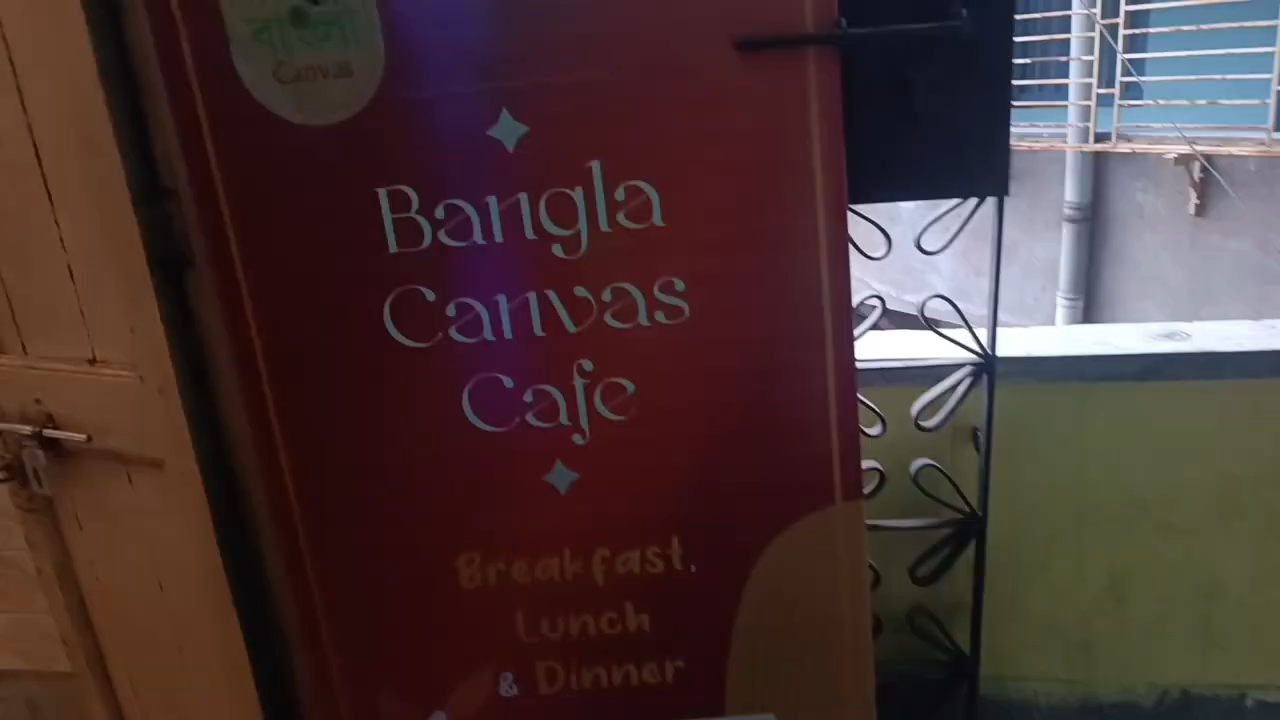 বাংলা
Canvas
Bangla
Canvas
Cafe
Breakfast,
Lunch
& Dinner